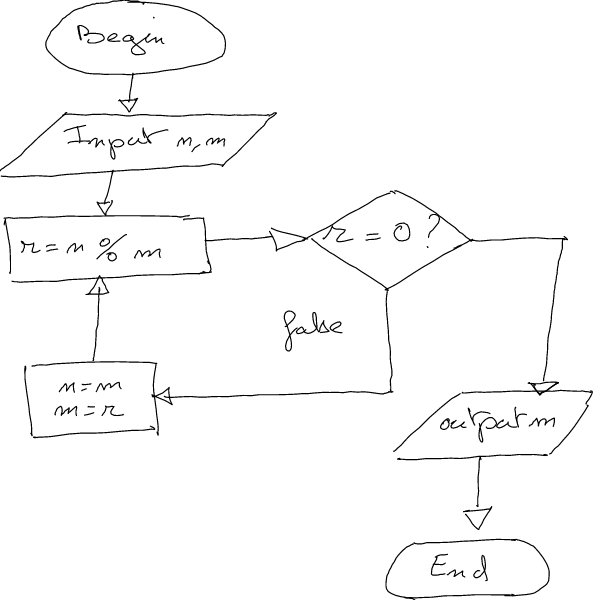 Begin
Input n, m
r = n % m
r = 0 ?
false
n = m
m = r
output m
End